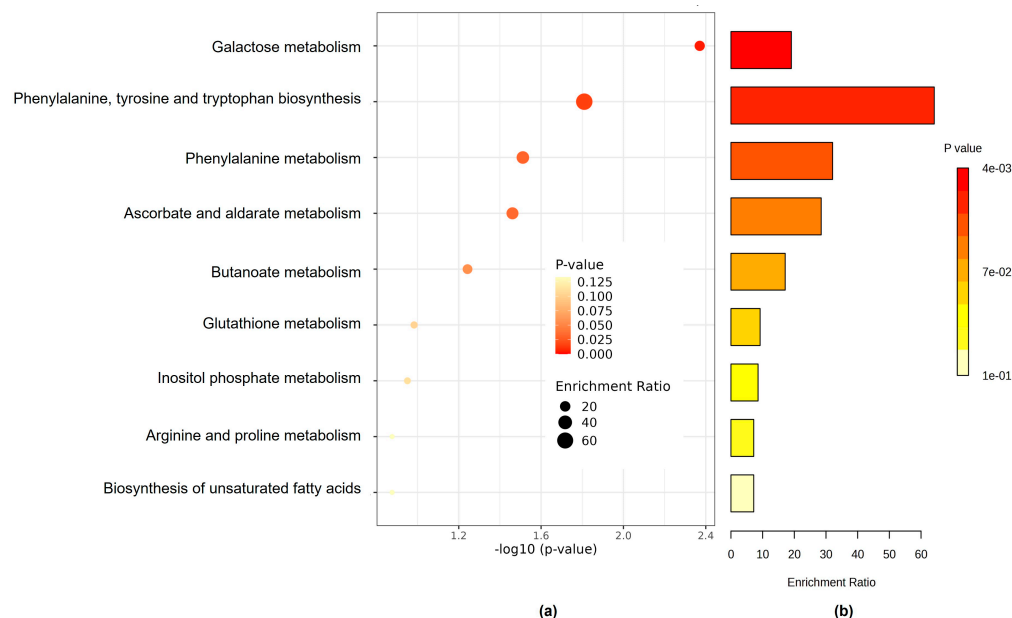 Galactose metabolism
Phenylalanine, tyrosine and tryptophan biosynthesis
Phenylalanine metabolism
Ascorbate and aldarate metabolism
Butanoate metabolism
Glutathione metabolism
Inositol phosphate metabolism
Arginine and proline metabolism
Biosynthesis of unsaturated fatty acids
P-value
0.125
0.100
0.075
0.050
0.025
0.000
Enrichment Ratio
20
40
60
1.2 1.6 2.0 2.4
-log10 (p-value)
(a)
P value
4e-03
7e-02
1e-01
0 10 20 30 40 50 60
Enrichment Ratio
(b)